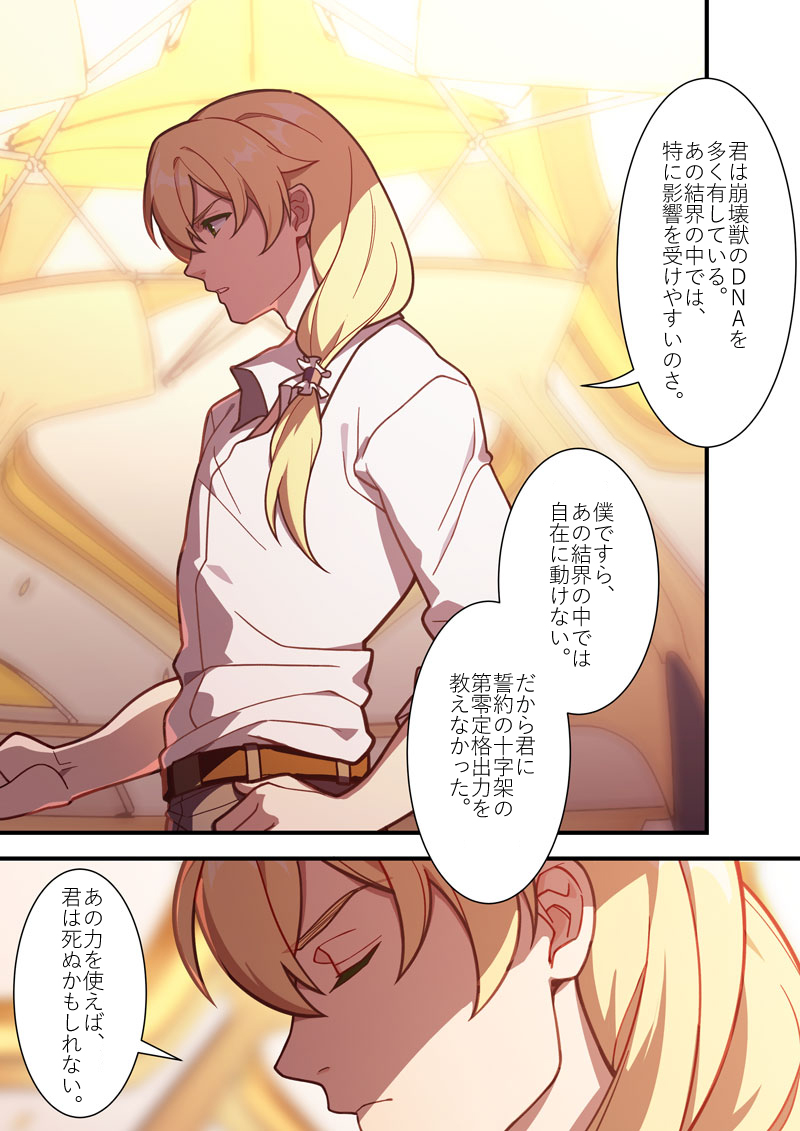 君は崩壊獣のDNAを
多く有している。
あの結界の中では、
特に影響を受けやすいのさ。
僕ですら、
あの結界の中では
自在に動けない。
だから君に
誓約の十字架の
第零定格出力を
教えなかった。
あの力を使えば、
君は死ぬかもしれない。